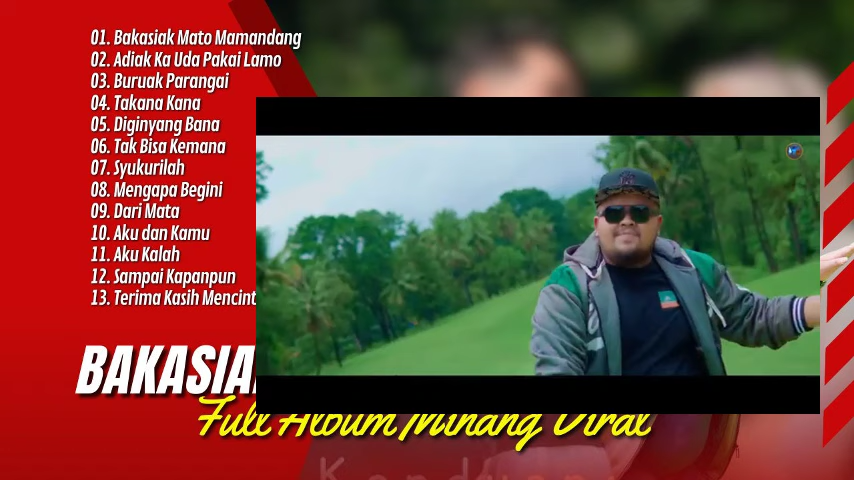 01. Bakasiak Mato Mamandang
02. Adiak Ka Uda Pakai Lamo
03. Buruak Parangai
04. Takana Kana
05. Diginyang Bana
06. Tak Bisa Kemana
07. Syukurilah
08. Mengapa Begini
09. Dari Mata
10. Aku dan Kamu
11. Aku Kalah
12. Sampai Kapanpun
13. Terima Kasih Mencint
BAKASIA
Full Album Minang Viral